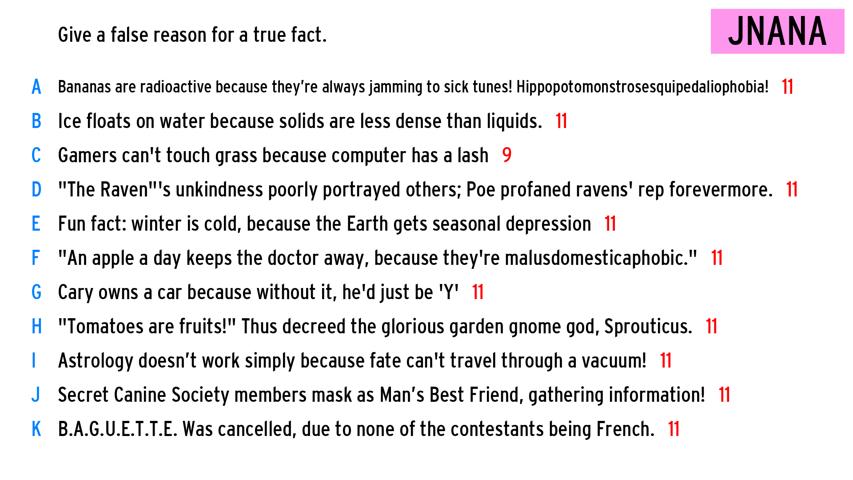 Give a false reason for a true fact.
JNANA
A Bananas are radioactive because they’re always jamming to sick tunes! Hippopotomonstrosesquipedaliophobia! 11
B Ice floats on water because solids are less dense than liquids. 11
C Gamers can't touch grass because computer has a lash 9
D "The Raven"'s unkindness poorly portrayed others; Poe profaned ravens' rep forevermore. 11
E Fun fact: winter is cold, because the Earth gets seasonal depression 11
F "An apple a day keeps the doctor away, because they're malusdomesticaphobic." 11
G Cary owns a car because without it, he'd just be 'Y' 11
H "Tomatoes are fruits!" Thus decreed the glorious garden gnome god, Sprouticus. 11
I Astrology doesn’t work simply because fate can't travel through a vacuum! 11
J Secret Canine Society members mask as Man’s Best Friend, gathering information! 11
K B.A.G.U.E.T.T.E. Was cancelled, due to none of the contestants being French. 11